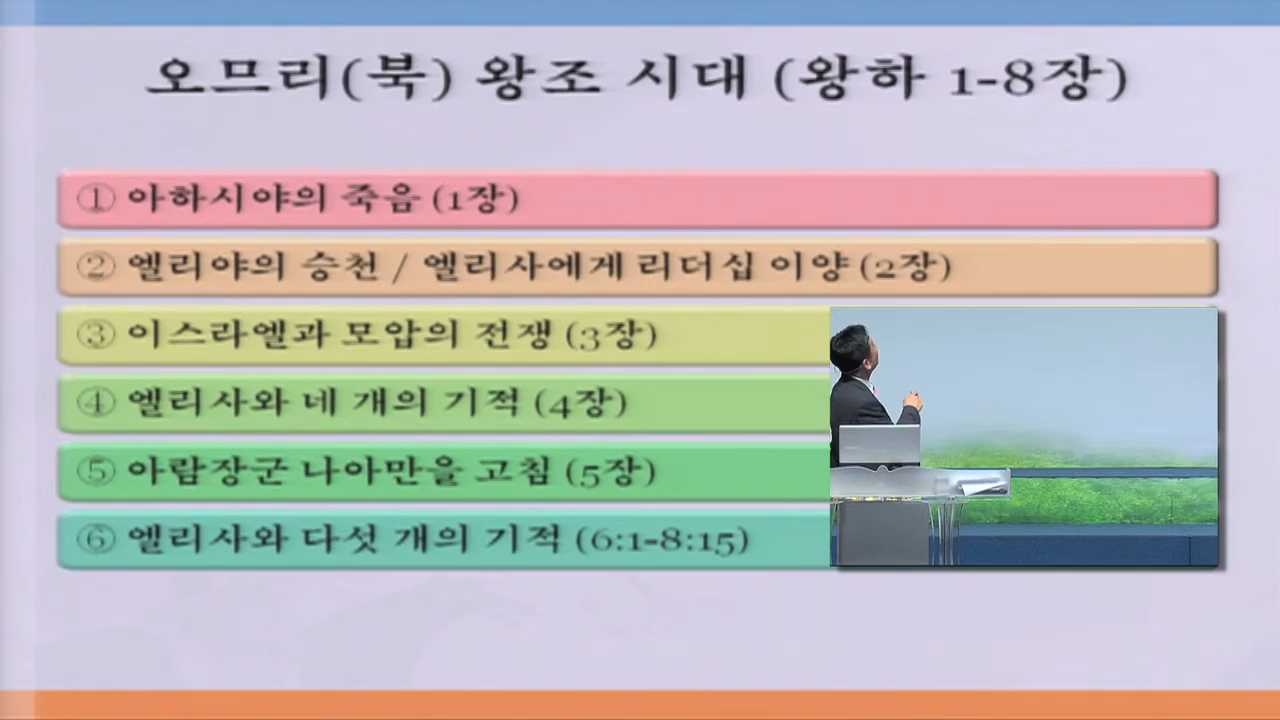 오므리(북) 왕조 시대 (왕하 1-8장)
① 아하시야의 죽음 (1장)
② 엘리야의 승천 / 엘리사에게 리더십 이양 (2장)
③ 이스라엘과 모압의 전쟁 (3장)
④ 엘리사와 네 개의 기적 (4장)
⑤ 아람장군 나아만을 고침 (5장)
⑥ 엘리사와 다섯 개의 기적 (6:1-8:15)